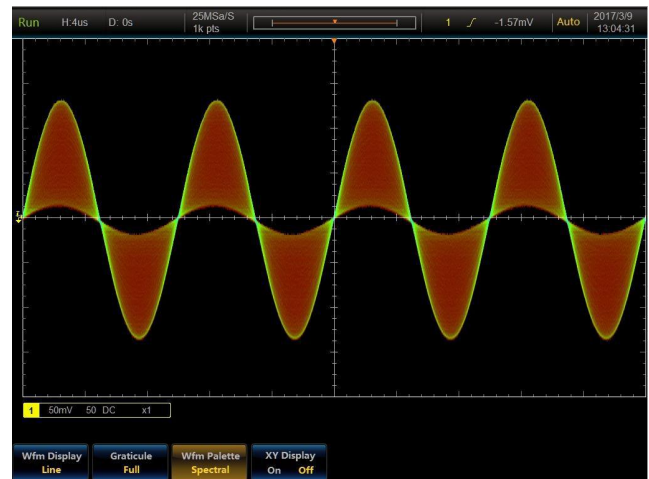 Run H:4us D: 0s 25MSa/S 1 -1.57mV Auto 2017/3/9
1k pts 13:04:31
1 50mV 50 DC x1
Wfm Display Graticule Wfm Palette XY Display
Line Full Spectral On Off